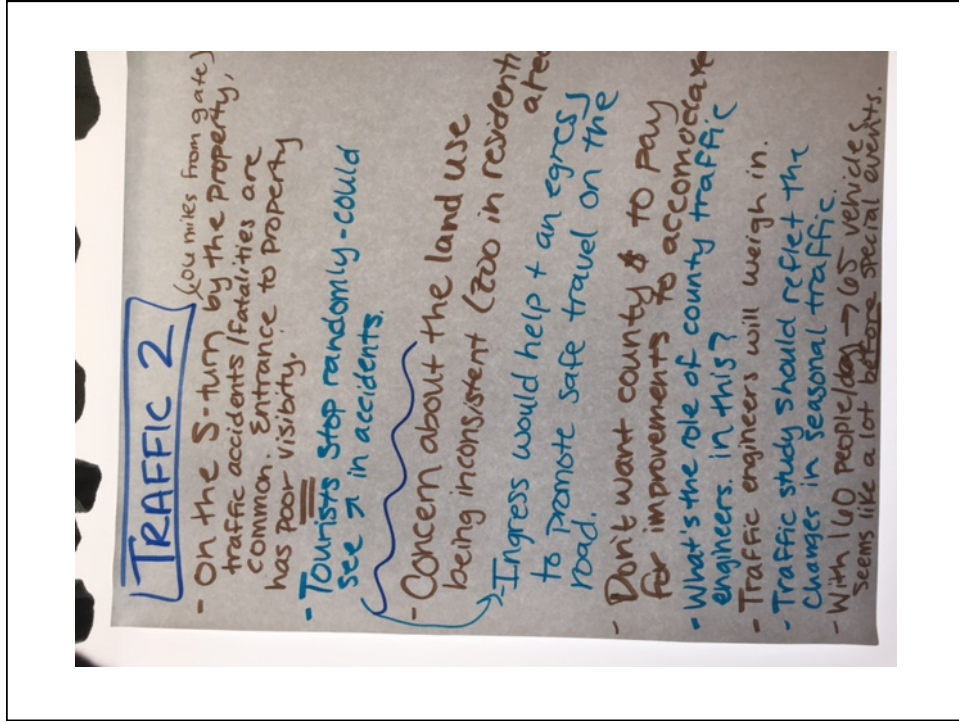 TRAFFIC 2
- On the S-turn by the property, (
miles from gate)
traffic accidents/fatalities are
common. Entrance to property
has poor visibility.
- Tourists stop randomly - could
see ↗ in accidents.
- Concern about the land use
being inconsistent (zoo in residenti
area
- Ingress would help + an egress
to promote safe travel on the
road.
- Don't want county $ to pay
for improvements to accomodate
- What's the role of county traffic
engineers. in this?
- Traffic engineers will weigh in.
- Traffic study should reflet the
changes in seasonal traffic.
- With 160 people/day → 65 vehicles
seems like a lot before special events.